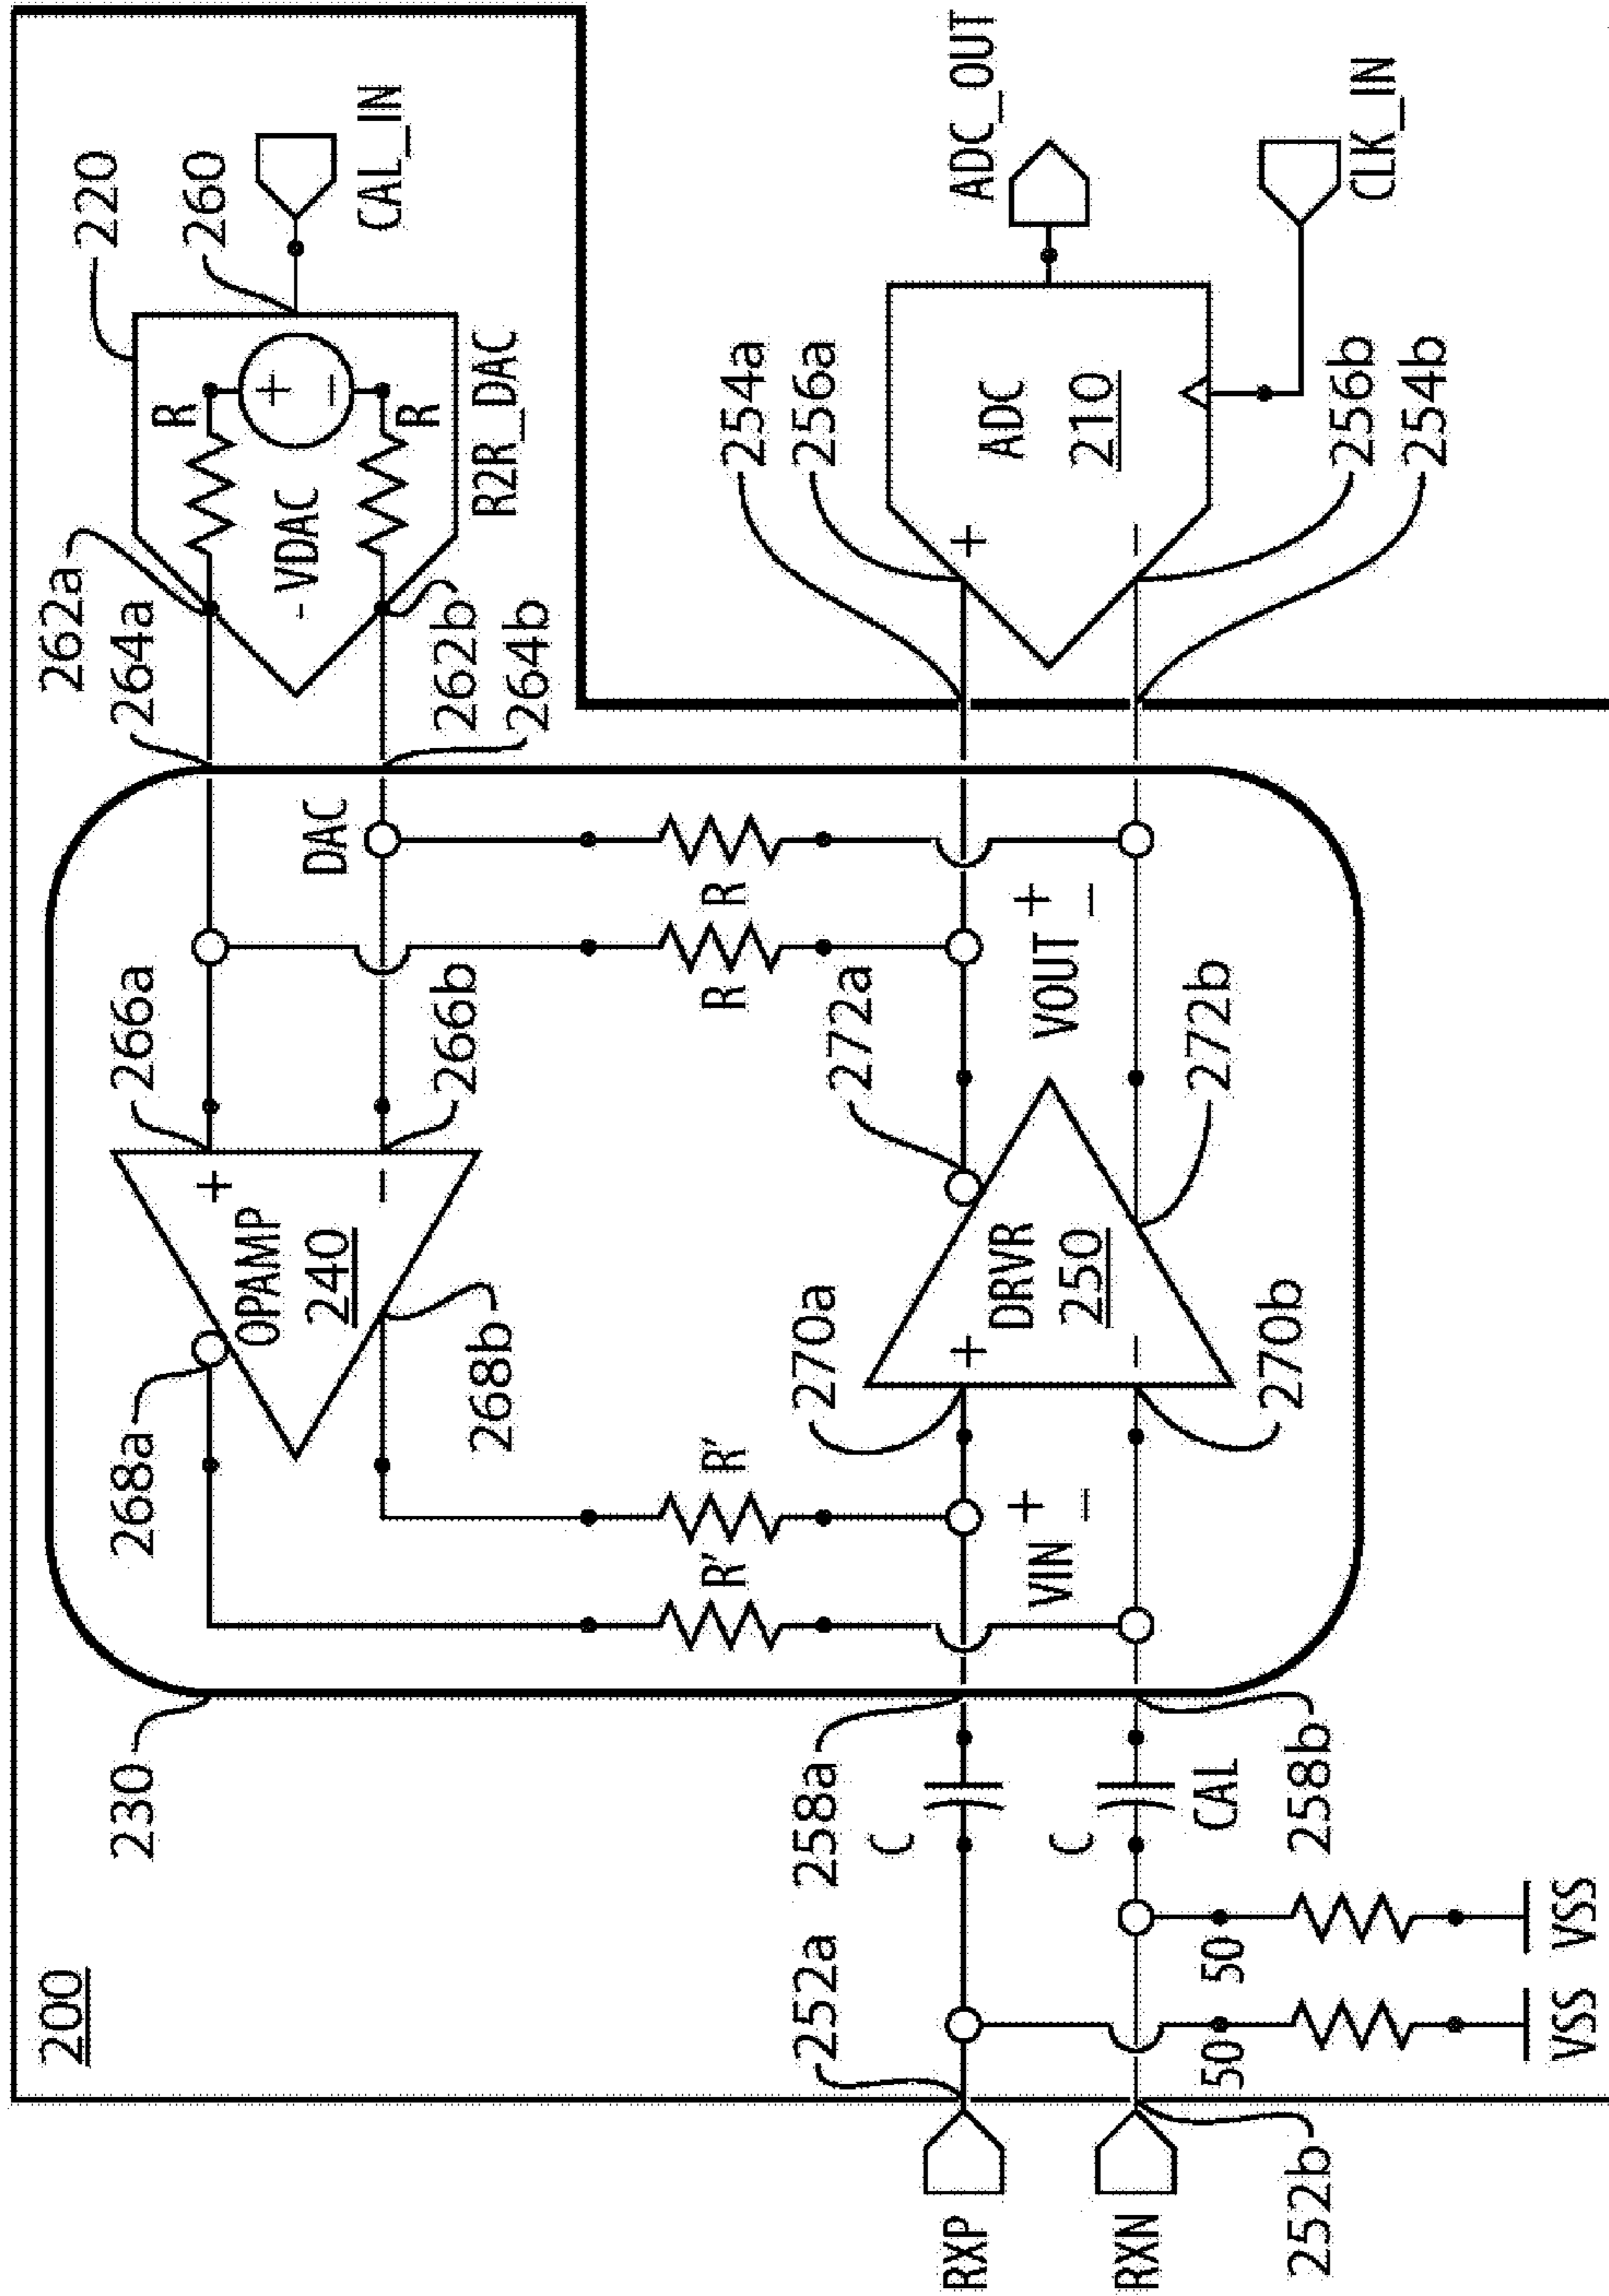 200
220
260
CAL_IN
262a
264a
R
+
−
R
- VDAC
R2R_DAC
262b
264b
230
268a
266a
DAC
+
−
OPAMP
240
268b
266b
R'
R'
R
R
254a
256a
ADC_OUT
252a
258a
270a
272a
RXP
C
+
−
VIN
+
−
DRVR
250
VOUT
+
−
+
−
ADC
210
RXN
C
CAL
50
50
252b
258b
270b
272b
256b
254b
CLK_IN
VSS
VSS